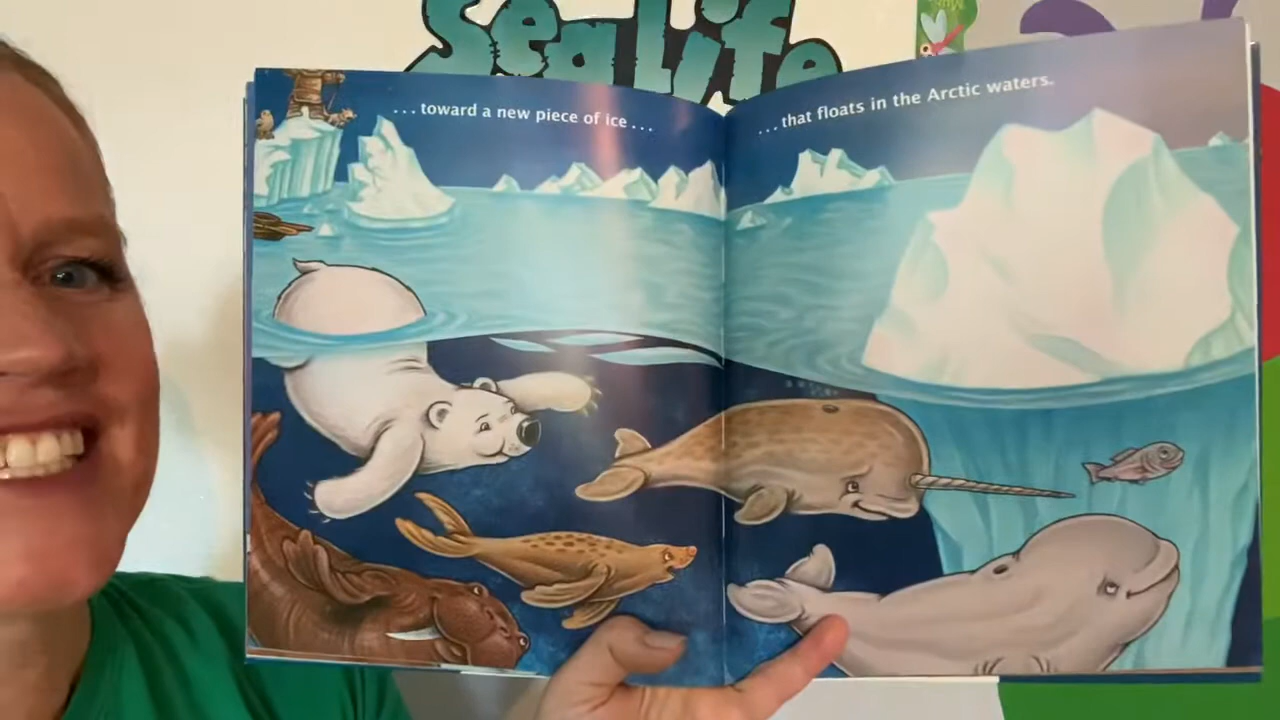 Sea Life
...toward a new piece of ice...
...that floats in the Arctic waters.